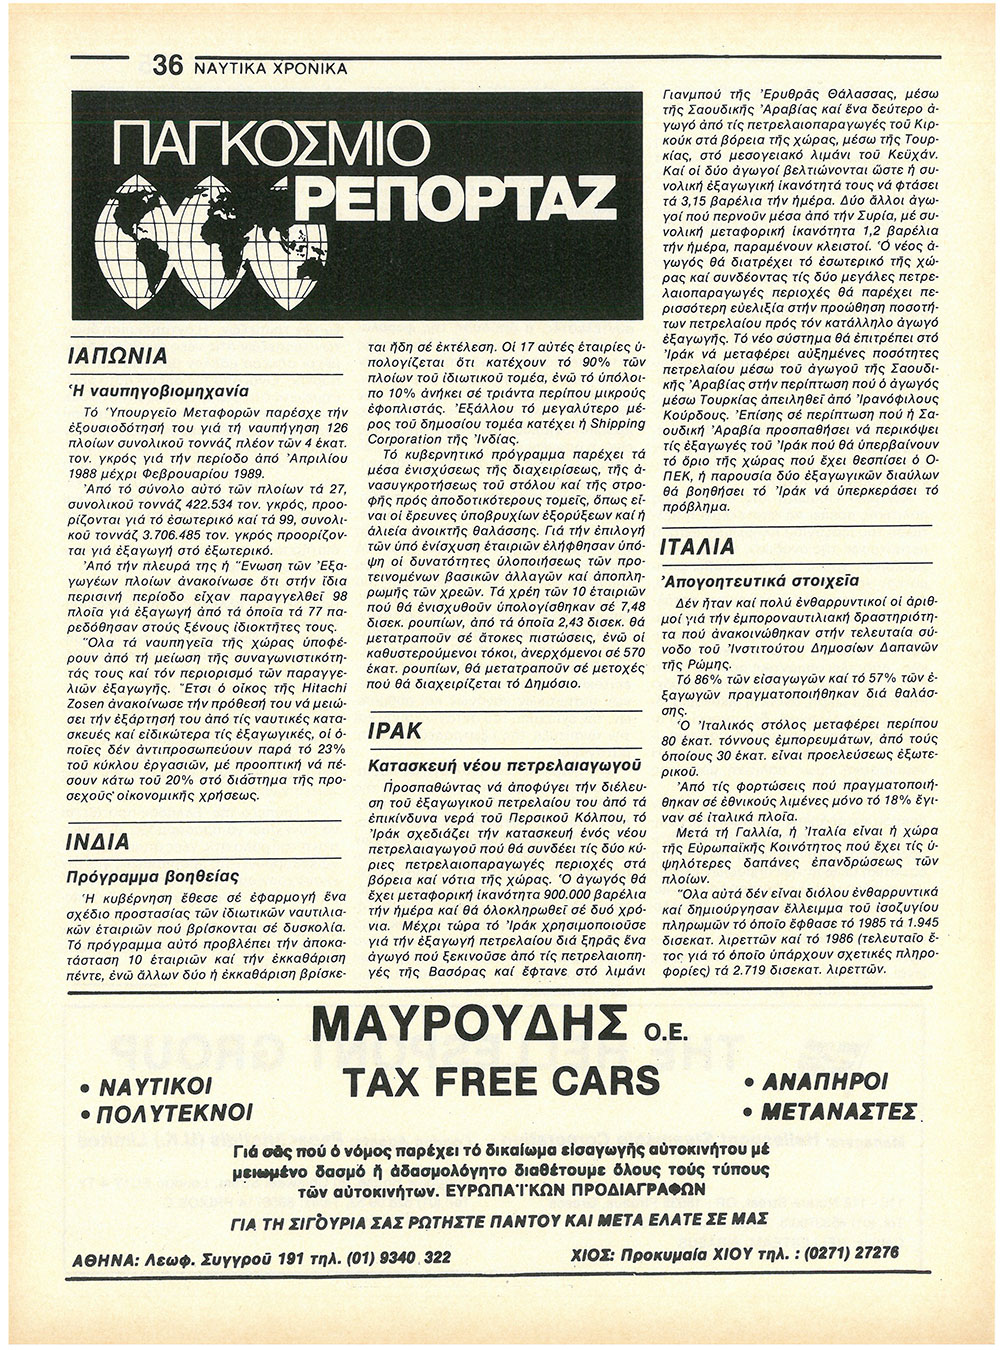 36 ΝΑΥΤΙΚΑ ΧΡΟΝΙΚΑ
ΠΑΓΚΟΣΜΙΟ
ΡΕΠΟΡΤΑΖ
ΙΑΠΩΝΙΑ
Ἡ ναυπηγοβιομηχανία
Τό Ὑπουργεῖο Μεταφορῶν παρέσχε τήν
ἐξουσιοδότησή του γιά τή ναυπήγηση 126
πλοίων συνολικοῦ τοννάζ πλέον τῶν 4 ἑκατ.
τον. γκρός γιά τήν περίοδο ἀπό Ἀπριλίου
1988 μέχρι Φεβρουαρίου 1989.
Ἀπό τό σύνολο αὐτό τῶν πλοίων τά 27,
συνολικοῦ τοννάζ 422.534 τον. γκρός, προο-
ρίζονται γιά τό ἐσωτερικό καί τά 99, συνολι-
κοῦ τοννάζ 3.706.485 τον. γκρός προορίζον-
ται γιά ἐξαγωγή στό ἐξωτερικό.
Ἀπό τήν πλευρά της ἡ Ἕνωση τῶν Ἐξα-
γωγέων πλοίων ἀνακοίνωσε ὅτι στήν ἴδια
περισινή περίοδο εἶχαν παραγγελθεῖ 98
πλοῖα γιά ἐξαγωγή ἀπό τά ὁποῖα τά 77 πα-
ρεδόθησαν στούς ξένους ἰδιοκτῆτες τους.
Ὅλα τά ναυπηγεῖα τῆς χώρας ὑποφέ-
ρουν ἀπό τή μείωση τῆς συναγωνιστικότη-
τάς τους καί τόν περιορισμό τῶν παραγγε-
λιῶν ἐξαγωγῆς. Ἔτσι ὁ οἶκος τῆς Hitachi
Zosen ἀνακοίνωσε τήν πρόθεσή του νά μειώ-
σει τήν ἐξάρτησή του ἀπό τίς ναυτικές κατα-
σκευές καί εἰδικώτερα τίς ἐξαγωγικές, οἱ ὁ-
ποῖες δέν ἀντιπροσωπεύουν παρά τό 23%
τοῦ κύκλου ἐργασιῶν, μέ προοπτική νά πέ-
σουν κάτω τοῦ 20% στό διάστημα τῆς προ-
σεχοῦς οἰκονομικῆς χρήσεως.
ΙΝΔΙΑ
Πρόγραμμα βοηθείας
Ἡ κυβέρνηση ἔθεσε σέ ἐφαρμογή ἕνα
σχέδιο προστασίας τῶν ἰδιωτικῶν ναυτιλια-
κῶν ἑταιριῶν πού βρίσκονται σέ δυσκολία.
Τό πρόγραμμα αὐτό προβλέπει τήν ἀποκα-
τάσταση 10 ἑταιριῶν καί τήν ἐκκαθάριση
πέντε, ἐνῶ ἄλλων δύο ἡ ἐκκαθάριση βρίσκε-
ται ἤδη σέ ἐκτέλεση. Οἱ 17 αὐτές ἑταιρίες ὑ-
πολογίζεται ὅτι κατέχουν τό 90% τῶν
πλοίων τοῦ ἰδιωτικοῦ τομέα, ἐνῶ τό ὑπόλοι-
πο 10% ἀνήκει σέ τριάντα περίπου μικρούς
ἐφοπλιστάς. Ἐξάλλου τό μεγαλύτερο μέ-
ρος τοῦ δημοσίου τομέα κατέχει ἡ Shipping
Corporation τῆς Ἰνδίας.
Τό κυβερνητικό πρόγραμμα παρέχει τά
μέσα ἐνισχύσεως τῆς διαχειρίσεως, τῆς ἀ-
νασυγκροτήσεως τοῦ στόλου καί τῆς στρο-
φῆς πρός ἀποδοτικότερους τομεῖς, ὅπως εἶ-
ναι οἱ ἔρευνες ὑποβρυχίων ἐξορύξεων καί ἡ
ἁλιεία ἀνοικτῆς θαλάσσης. Γιά τήν ἐπιλογή
τῶν ὑπό ἐνίσχυση ἑταιριῶν ἐλήφθησαν ὑπό-
ψη οἱ δυνατότητες ὑλοποιήσεως τῶν προ-
τεινομένων βασικῶν ἀλλαγῶν καί ἀποπλη-
ρωμῆς τῶν χρεῶν. Τά χρέη τῶν 10 ἑταιριῶν
πού θά ἐνισχυθοῦν ὑπολογίσθηκαν σέ 7,48
δισεκ. ρουπίων, ἀπό τά ὁποῖα 2,43 δισεκ. θά
μετατραποῦν σέ ἄτοκες πιστώσεις, ἐνῶ οἱ
καθυστερούμενοι τόκοι, ἀνερχόμενοι σέ 570
ἑκατ. ρουπίων, θά μετατραποῦν σέ μετοχές
πού θά διαχειρίζεται τό Δημόσιο.
ΙΡΑΚ
Κατασκευή νέου πετρελαιαγωγοῦ
Προσπαθώντας νά ἀποφύγει τήν διέλευ-
ση τοῦ ἐξαγωγικοῦ πετρελαίου του ἀπό τά
ἐπικίνδυνα νερά τοῦ Περσικοῦ Κόλπου, τό
Ἰράκ σχεδιάζει τήν κατασκευή ἑνός νέου
πετρελαιαγωγοῦ πού θά συνδέει τίς δύο κύ-
ριες πετρελαιοπαραγωγές περιοχές στά
βόρεια καί νότια τῆς χώρας. Ὁ ἀγωγός θά
ἔχει μεταφορική ἱκανότητα 900.000 βαρέλια
τήν ἡμέρα καί θά ὁλοκληρωθεῖ σέ δυό χρό-
νια. Μέχρι τώρα τό Ἰράκ χρησιμοποιοῦσε
γιά τήν ἐξαγωγή πετρελαίου διά ξηρᾶς ἕνα
ἀγωγό πού ξεκινοῦσε ἀπό τίς πετρελαιοπη-
γές τῆς Βασόρας καί ἔφτανε στό λιμάνι
Γιανμπού τῆς Ἐρυθρᾶς Θάλασσας, μέσω
τῆς Σαουδικῆς Ἀραβίας καί ἕνα δεύτερο ἀ-
γωγό ἀπό τίς πετρελαιοπαραγωγές τοῦ Κιρ-
κούκ στά βόρεια τῆς χώρας, μέσω τῆς Τουρ-
κίας, στό μεσογειακό λιμάνι τοῦ Κεϋχάν.
Καί οἱ δύο ἀγωγοί βελτιώνονται ὥστε ἡ συ-
νολική ἐξαγωγική ἱκανότητά τους νά φτάσει
τά 3,15 βαρέλια τήν ἡμέρα. Δύο ἄλλοι ἀγω-
γοί πού περνοῦν μέσα ἀπό τήν Συρία, μέ συ-
νολική μεταφορική ἱκανότητα 1,2 βαρέλια
τήν ἡμέρα, παραμένουν κλειστοί. Ὁ νέος ἀ-
γωγός θά διατρέχει τό ἐσωτερικό τῆς χώ-
ρας καί συνδέοντας τίς δύο μεγάλες πετρε-
λαιοπαραγωγές περιοχές θά παρέχει πε-
ρισσότερη εὐελιξία στήν προώθηση ποσοτή-
των πετρελαίου πρός τόν κατάλληλο ἀγωγό
ἐξαγωγῆς. Τό νέο σύστημα θά ἐπιτρέπει στό
Ἰράκ νά μεταφέρει αὐξημένες ποσότητες
πετρελαίου μέσω τοῦ ἀγωγοῦ τῆς Σαουδι-
κῆς Ἀραβίας στήν περίπτωση πού ὁ ἀγωγός
μέσω Τουρκίας ἀπειληθεῖ ἀπό Ἰρανόφιλους
Κούρδους. Ἐπίσης σέ περίπτωση πού ἡ Σα-
ουδική Ἀραβία προσπαθήσει νά περικόψει
τίς ἐξαγωγές τοῦ Ἰράκ πού θά ὑπερβαίνουν
τό ὅριο τῆς χώρας πού ἔχει θεσπίσει ὁ Ο-
ΠΕΚ, ἡ παρουσία δύο ἐξαγωγικῶν διαύλων
θά βοηθήσει τό Ἰράκ νά ὑπερκεράσει τό
πρόβλημα.
ΙΤΑΛΙΑ
Ἀπογοητευτικά στοιχεῖα
Δέν ἦταν καί πολύ ἐνθαρρυντικοί οἱ ἀριθ-
μοί γιά τήν ἐμποροναυτιλιακή δραστηριότη-
τα πού ἀνακοινώθηκαν στήν τελευταία σύ-
νοδο τοῦ Ἰνστιτούτου Δημοσίων Δαπανῶν
τῆς Ρώμης.
Τό 86% τῶν εἰσαγωγῶν καί τό 57% τῶν ἐ-
ξαγωγῶν πραγματοποιήθηκαν διά θαλάσ-
σης.
Ὁ Ἰταλικός στόλος μεταφέρει περίπου
80 ἑκατ. τόννους ἐμπορευμάτων, ἀπό τούς
ὁποίους 30 ἑκατ. εἶναι προελεύσεως ἐξωτε-
ρικοῦ.
Ἀπό τίς φορτώσεις πού πραγματοποιή-
θηκαν σέ ἐθνικούς λιμένες μόνο τό 18% ἔγι-
ναν σέ ἰταλικά πλοῖα.
Μετά τή Γαλλία, ἡ Ἰταλία εἶναι ἡ χώρα
τῆς Εὐρωπαϊκῆς Κοινότητος πού ἔχει τίς ὑ-
ψηλότερες δαπάνες ἐπανδρώσεως τῶν
πλοίων.
Ὅλα αὐτά δέν εἶναι διόλου ἐνθαρρυντικά
καί δημιούργησαν ἔλλειμμα τοῦ ἰσοζυγίου
πληρωμῶν τό ὁποῖο ἔφθασε τό 1985 τά 1.945
δισεκατ. λιρεττῶν καί τό 1986 (τελευταῖο ἔ-
τος γιά τό ὁποῖο ὑπάρχουν σχετικές πληρο-
φορίες) τά 2.719 δισεκατ. λιρεττῶν.
ΜΑΥΡΟΥΔΗΣ Ο.Ε.
TAX FREE CARS
• ΝΑΥΤΙΚΟΙ
• ΠΟΛΥΤΕΚΝΟΙ
• ΑΝΑΠΗΡΟΙ
• ΜΕΤΑΝΑΣΤΕΣ
Γιά σᾶς πού ὁ νόμος παρέχει τό δικαίωμα εἰσαγωγῆς αὐτοκινήτου μέ
μειωμένο δασμό ἤ ἀδασμολόγητο διαθέτουμε ὅλους τούς τύπους
τῶν αὐτοκινήτων. ΕΥΡΩΠΑΪΚΩΝ ΠΡΟΔΙΑΓΡΑΦΩΝ
ΓΙΑ ΤΗ ΣΙΓΟΥΡΙΑ ΣΑΣ ΡΩΤΗΣΤΕ ΠΑΝΤΟΥ ΚΑΙ ΜΕΤΑ ΕΛΑΤΕ ΣΕ ΜΑΣ
ΑΘΗΝΑ: Λεωφ. Συγγροῦ 191 τηλ. (01) 9340 322
ΧΙΟΣ: Προκυμαία ΧΙΟΥ τηλ. : (0271) 27276